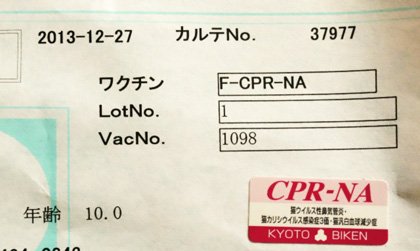 2013-12-27 カルテNo. 37977
ワクチン F-CPR-NA
LotNo. 1
VacNo. 1098
CPR-NA
猫ウイルス性鼻気管炎・
猫カリシウイルス感染症3価・猫汎白血球減少症
KYOTO BIKEN
年齢 10.0